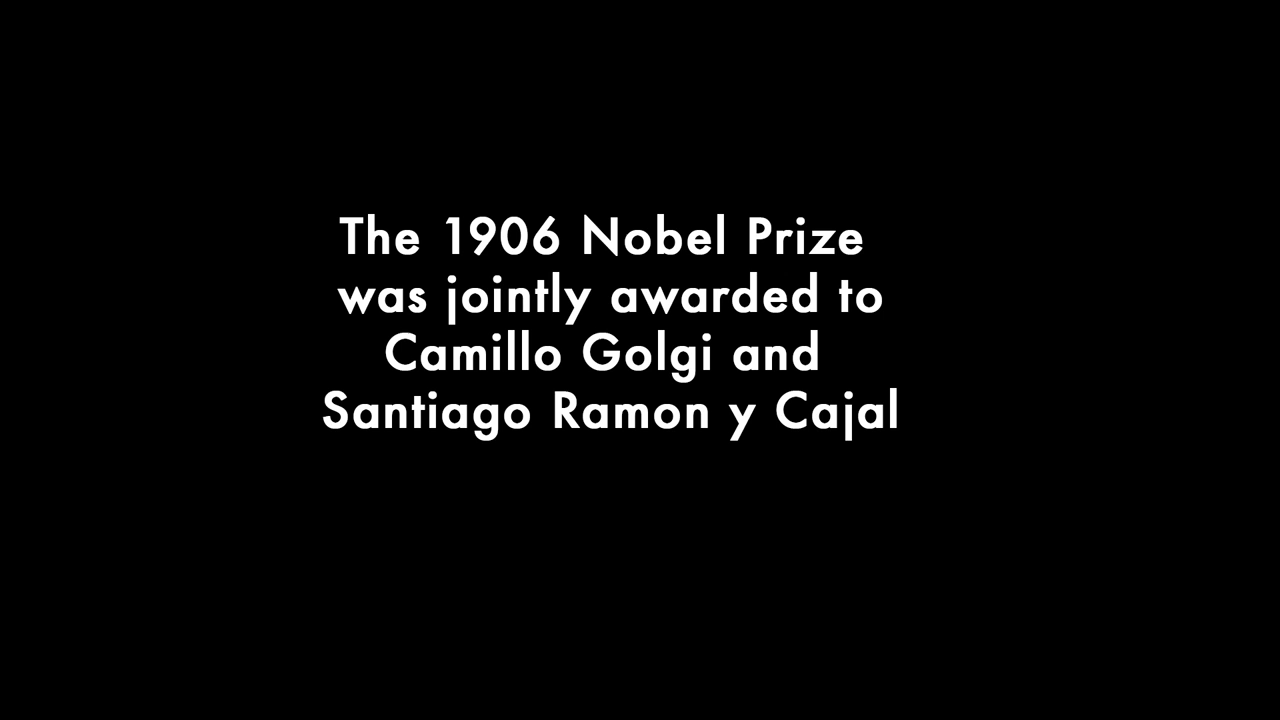 The 1906 Nobel Prize
was jointly awarded to
Camillo Golgi and
Santiago Ramon y Cajal